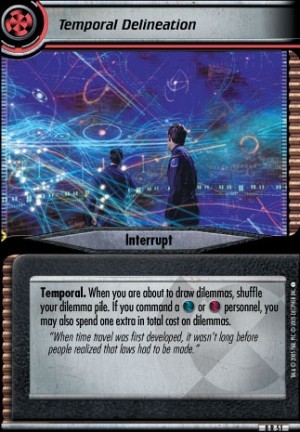 Temporal Delineation
Interrupt
Temporal. When you are about to draw dilemmas, shuffle
your dilemma pile. If you command a or personnel, you
may also spend one extra in total cost on dilemmas.
"When time travel was first developed, it wasn't long before
people realized that laws had to be made."
8 R 51